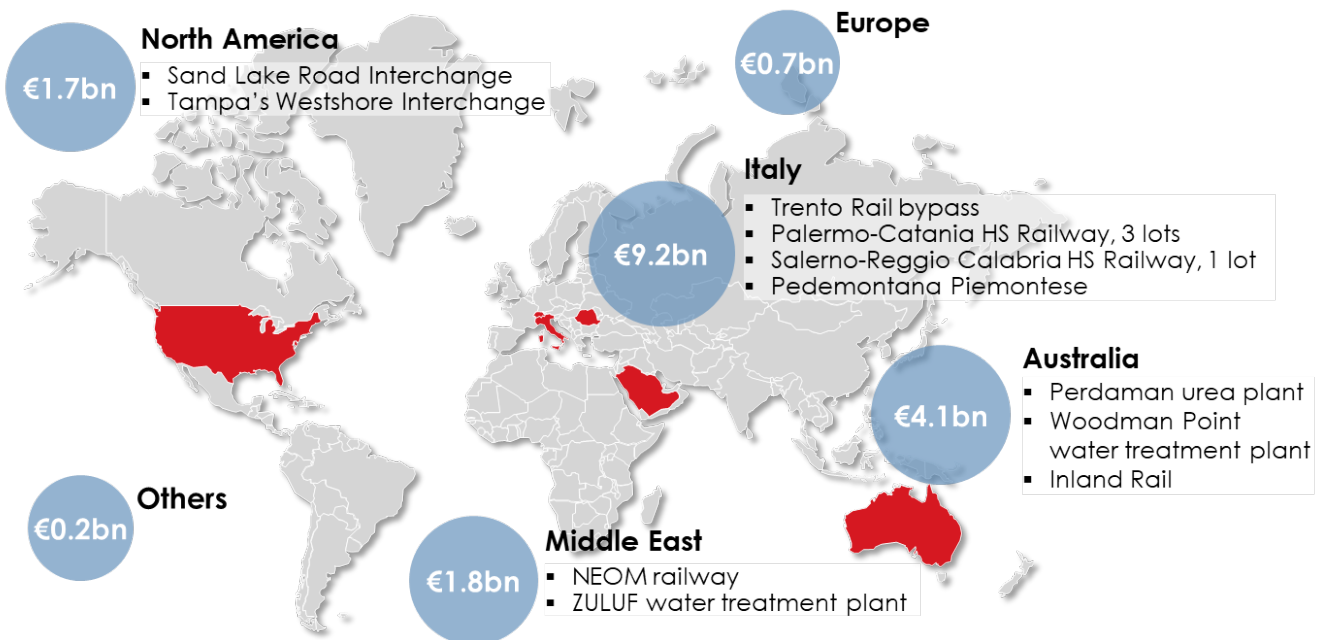 North America
€1.7bn
▪ Sand Lake Road Interchange
▪ Tampa’s Westshore Interchange
Europe
€0.7bn
Italy
€9.2bn
▪ Trento Rail bypass
▪ Palermo-Catania HS Railway, 3 lots
▪ Salerno-Reggio Calabria HS Railway, 1 lot
▪ Pedemontana Piemontese
Australia
€4.1bn
▪ Perdaman urea plant
▪ Woodman Point
water treatment plant
▪ Inland Rail
Others
€0.2bn
Middle East
€1.8bn
▪ NEOM railway
▪ ZULUF water treatment plant